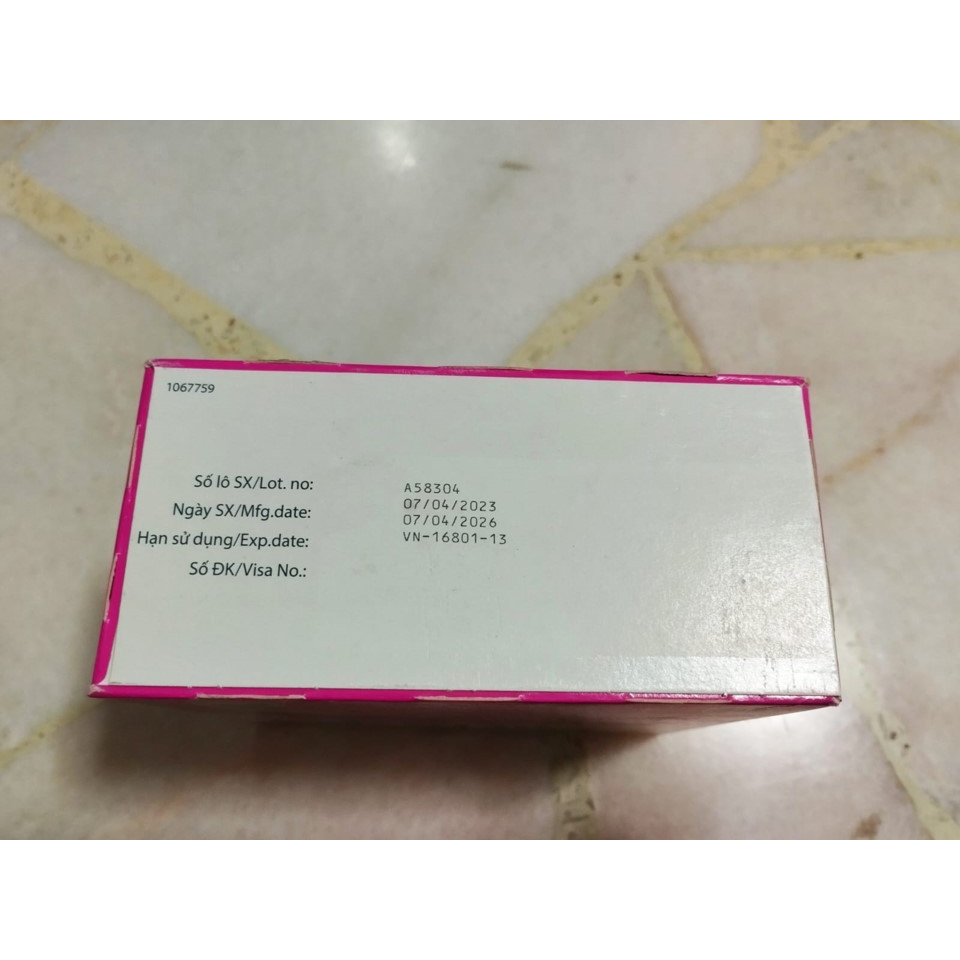 1067759
Số lô SX/Lot. no: A58304
Ngày SX/Mfg.date: 07/04/2023
Hạn sử dụng/Exp.date: 07/04/2026
Số ĐK/Visa No.: VN-16801-13